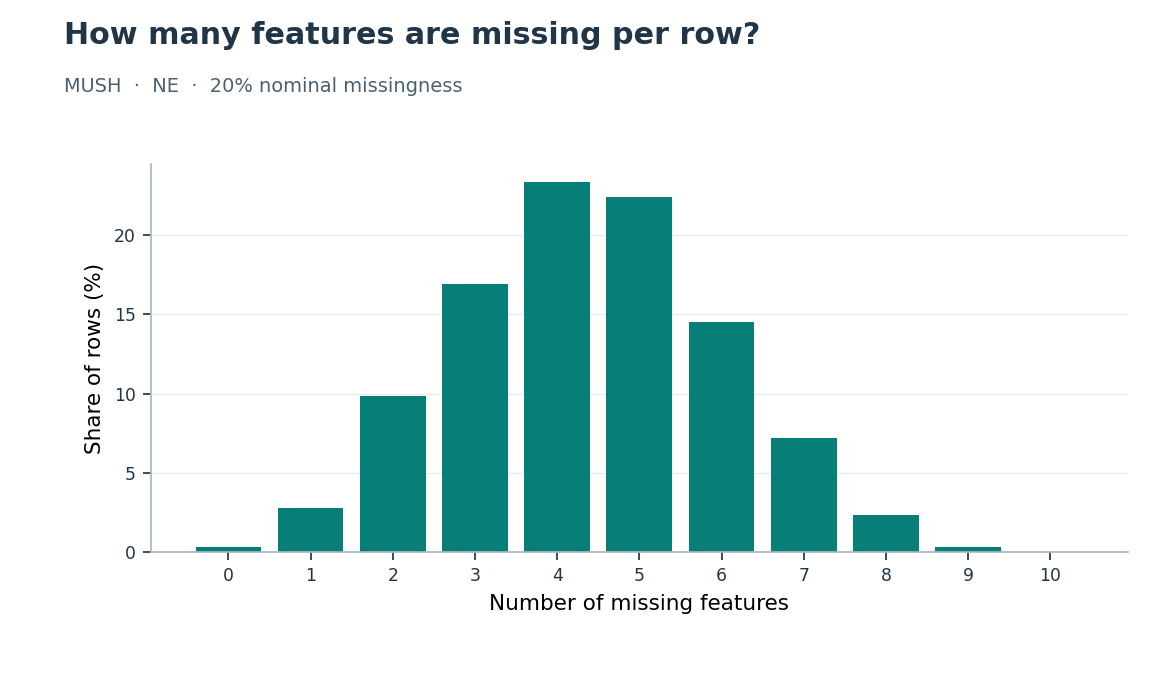 How many features are missing per row?
MUSH · NE · 20% nominal missingness
Share of rows (%)
20
15
10
5
0
0 1 2 3 4 5 6 7 8 9 10
Number of missing features